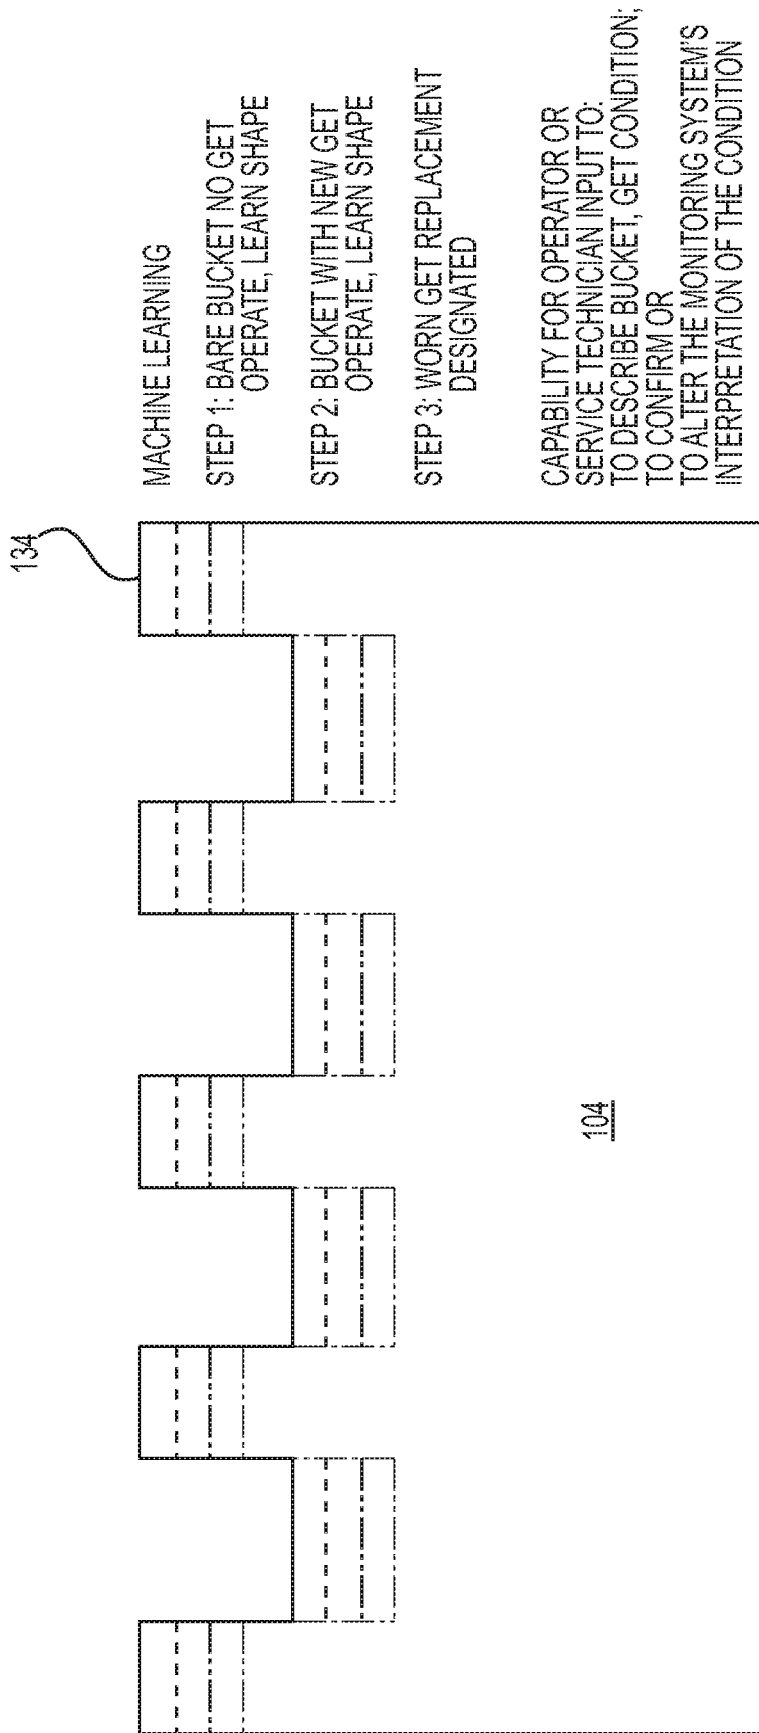 134
MACHINE LEARNING
STEP 1: BARE BUCKET NO GET
OPERATE, LEARN SHAPE
STEP 2: BUCKET WITH NEW GET
OPERATE, LEARN SHAPE
STEP 3: WORN GET REPLACEMENT
DESIGNATED
CAPABILITY FOR OPERATOR OR
SERVICE TECHNICIAN INPUT TO:
TO DESCRIBE BUCKET, GET CONDITION;
TO CONFIRM OR
TO ALTER THE MONITORING SYSTEM'S
INTERPRETATION OF THE CONDITION
104